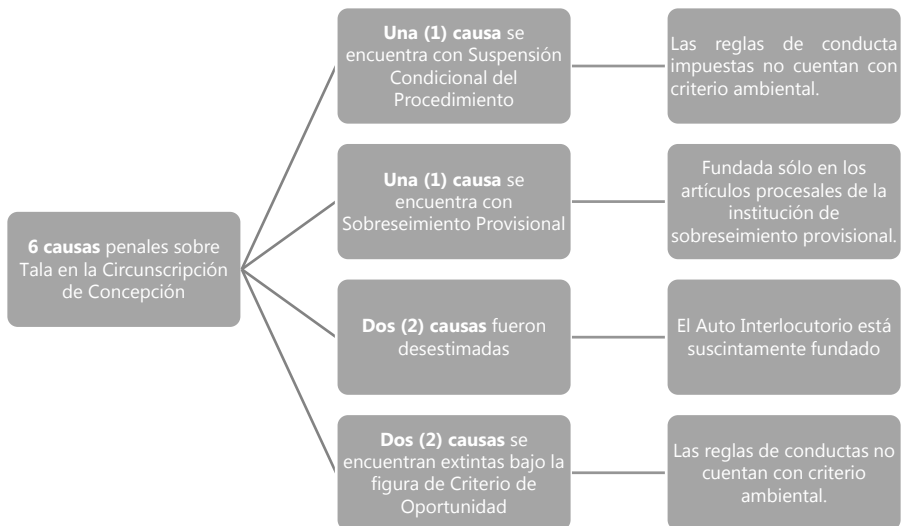 6 causas penales sobre
Tala en la Circunscripción
de Concepción
Una (1) causa se
encuentra con Suspensión
Condicional del
Procedimiento
Las reglas de conducta
impuestas no cuentan con
criterio ambiental.
Una (1) causa se
encuentra con
Sobreseimiento Provisional
Fundada sólo en los
artículos procesales de la
institución de
sobreseimiento provisional.
Dos (2) causas fueron
desestimadas
El Auto Interlocutorio está
suscintamente fundado
Dos (2) causas se
encuentran extintas bajo la
figura de Criterio de
Oportunidad
Las reglas de conductas no
cuentan con criterio
ambiental.